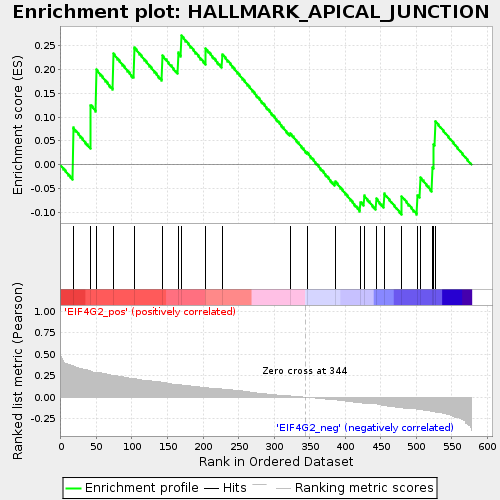 Enrichment plot: HALLMARK_APICAL_JUNCTION
Enrichment score (ES)
0.25
0.20
0.15
0.10
0.05
0.00
-0.05
-0.10
'EIF4G2_pos' (positively correlated)
Ranked list metric (Pearson)
1.00
0.75
0.50
0.25
0.00
-0.25
Zero cross at 344
'EIF4G2_neg' (negatively correlated)
0 50 100 150 200 250 300 350 400 450 500 550 600
Rank in Ordered Dataset
Enrichment profile Hits Ranking metric scores